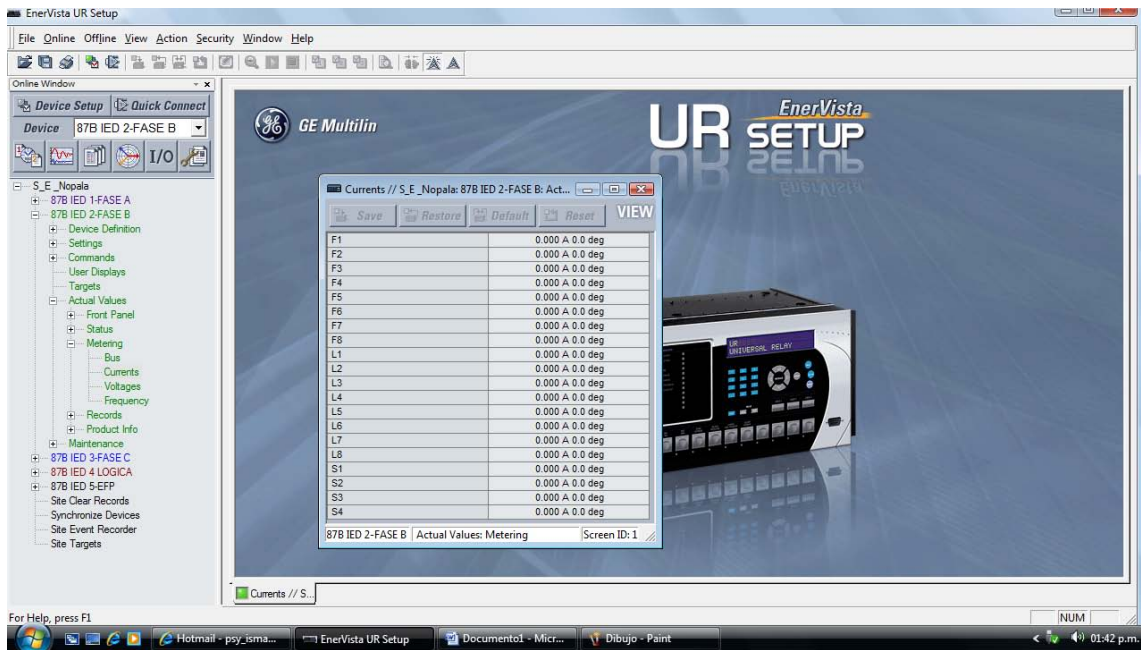 EnerVista UR Setup
File Online Offline View Action Security Window Help
Online Window
Device Setup Quick Connect
Device 87B IED 2-FASE B
I/O
S_E _Nopala
87B IED 1-FASE A
87B IED 2-FASE B
Device Definition
Settings
Commands
User Displays
Targets
Actual Values
Front Panel
Status
Metering
Bus
Currents
Voltages
Frequency
Records
Product Info
Maintenance
87B IED 3-FASE C
87B IED 4 LOGICA
87B IED 5-EFP
Site Clear Records
Synchronize Devices
Site Event Recorder
Site Targets
GE Multilin
EnerVista
UR SETUP
Currents // S_E _Nopala: 87B IED 2-FASE B: Act...
Save Restore Default Reset VIEW
F1 0.000 A 0.0 deg
F2 0.000 A 0.0 deg
F3 0.000 A 0.0 deg
F4 0.000 A 0.0 deg
F5 0.000 A 0.0 deg
F6 0.000 A 0.0 deg
F7 0.000 A 0.0 deg
F8 0.000 A 0.0 deg
L1 0.000 A 0.0 deg
L2 0.000 A 0.0 deg
L3 0.000 A 0.0 deg
L4 0.000 A 0.0 deg
L5 0.000 A 0.0 deg
L6 0.000 A 0.0 deg
L7 0.000 A 0.0 deg
L8 0.000 A 0.0 deg
S1 0.000 A 0.0 deg
S2 0.000 A 0.0 deg
S3 0.000 A 0.0 deg
S4 0.000 A 0.0 deg
87B IED 2-FASE B Actual Values: Metering Screen ID: 1
UR
UNIVERSAL RELAY
Currents // S...
For Help, press F1
NUM
Hotmail - psy_isma... EnerVista UR Setup Documento1 - Micr... Dibujo - Paint 01:42 p.m.